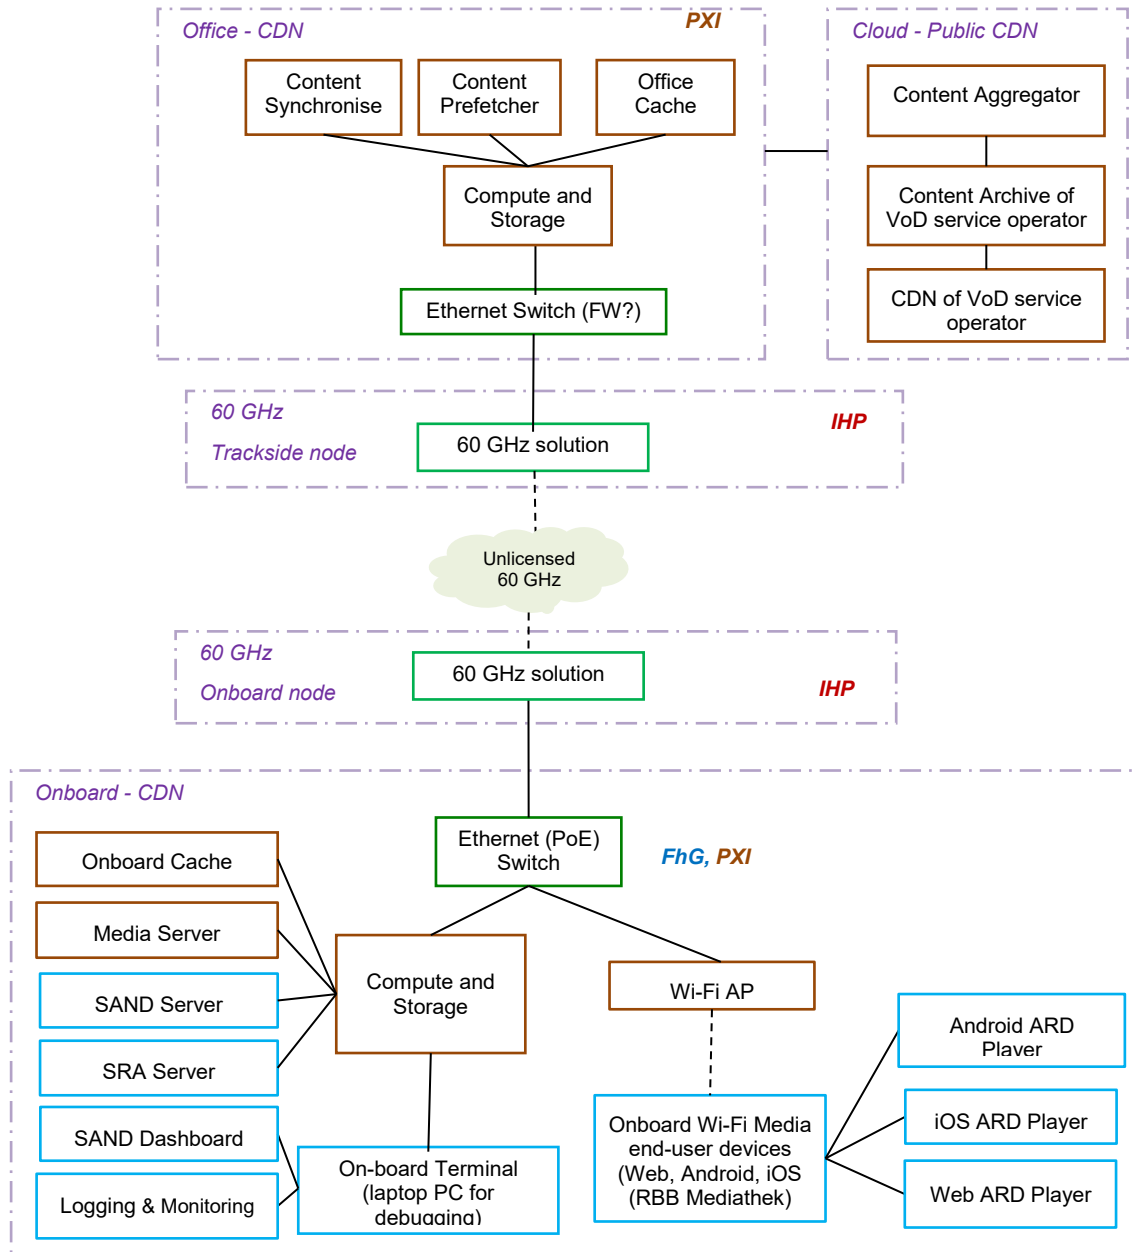 Office - CDN
PXI
Cloud - Public CDN
Content
Synchronise
Content
Prefetcher
Office
Cache
Content Aggregator
Compute and
Storage
Content Archive of
VoD service operator
Ethernet Switch (FW?)
CDN of VoD service
operator
60 GHz
Trackside node
60 GHz solution
IHP
Unlicensed
60 GHz
60 GHz
Onboard node
60 GHz solution
IHP
Onboard - CDN
Ethernet (PoE)
Switch
FhG, PXI
Onboard Cache
Media Server
SAND Server
SRA Server
SAND Dashboard
Logging & Monitoring
Compute and
Storage
On-board Terminal
(laptop PC for
debugging)
Wi-Fi AP
Onboard Wi-Fi Media
end-user devices
(Web, Android, iOS
(RBB Mediathek)
Android ARD
Player
iOS ARD Player
Web ARD Player